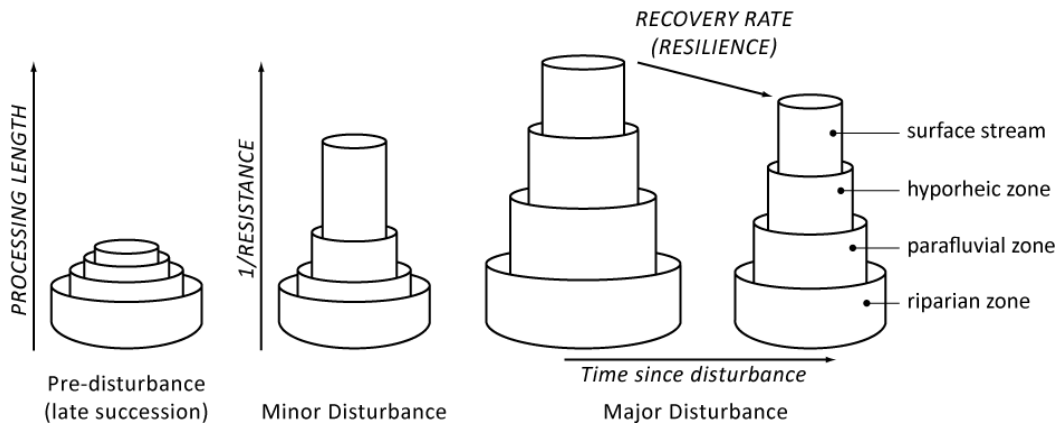 RECOVERY RATE
(RESILIENCE)
PROCESSING LENGTH
1/RESISTANCE
surface stream
hyporheic zone
parafluvial zone
riparian zone
Time since disturbance
Pre-disturbance
(late succession)
Minor Disturbance
Major Disturbance